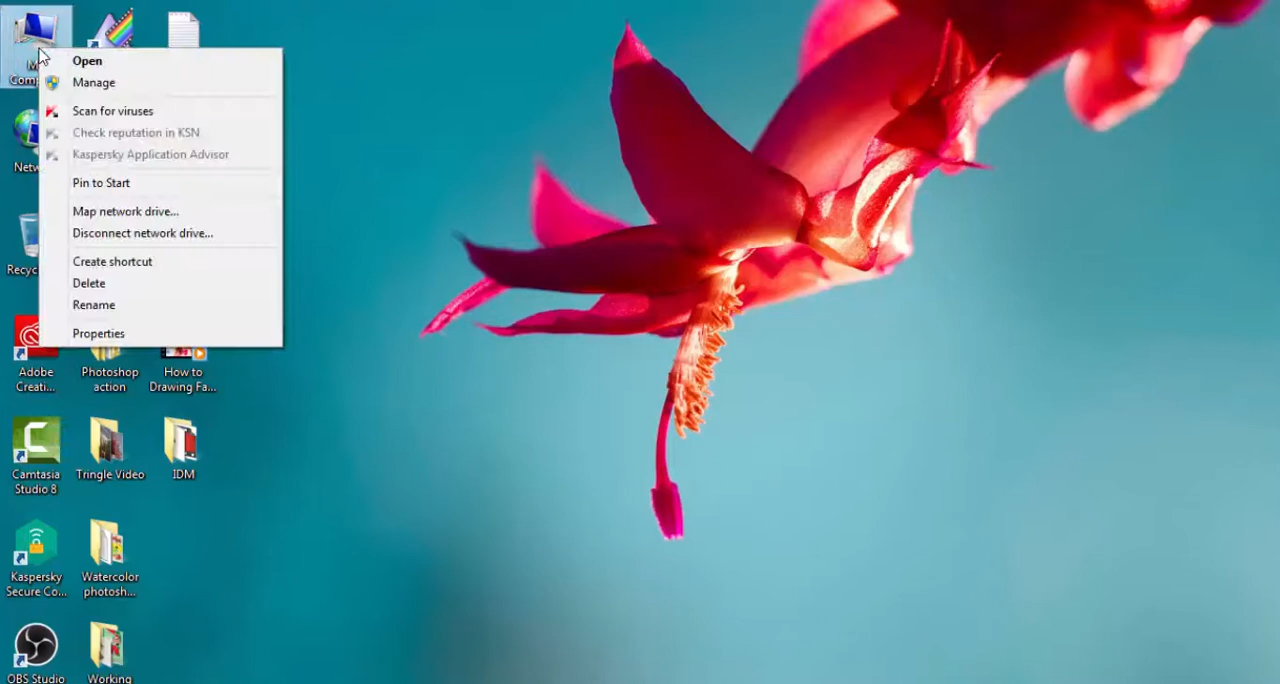 Open
Manage
Scan for viruses
Check reputation in KSN
Kaspersky Application Advisor
Pin to Start
Map network drive...
Disconnect network drive...
Create shortcut
Delete
Rename
Properties
Adobe
Creati...
Photoshop
action
How to
Drawing Fa...
Camtasia
Studio 8
Tringle Video
IDM
Kaspersky
Secure Co...
Watercolor
photosh...
OBS Studio
Working